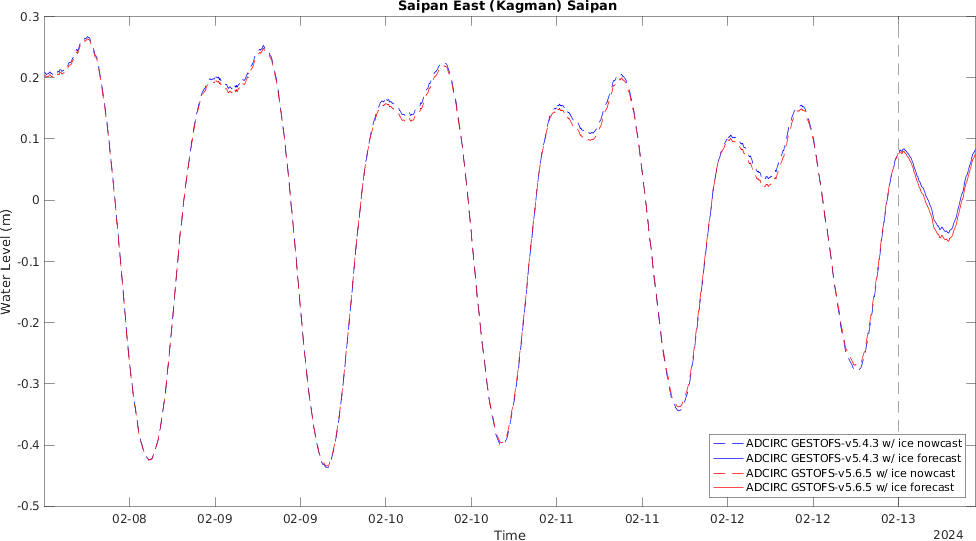 Saipan East (Kagman) Saipan
0.3
0.2
0.1
0
-0.1
-0.2
-0.3
-0.4
-0.5
Water Level (m)
ADCIRC GESTOFS-v5.4.3 w/ ice nowcast
ADCIRC GESTOFS-v5.4.3 w/ ice forecast
ADCIRC GSTOFS-v5.6.5 w/ ice nowcast
ADCIRC GSTOFS-v5.6.5 w/ ice forecast
02-08 02-09 02-09 02-10 02-10 02-11 02-11 02-12 02-12 02-13
Time
2024